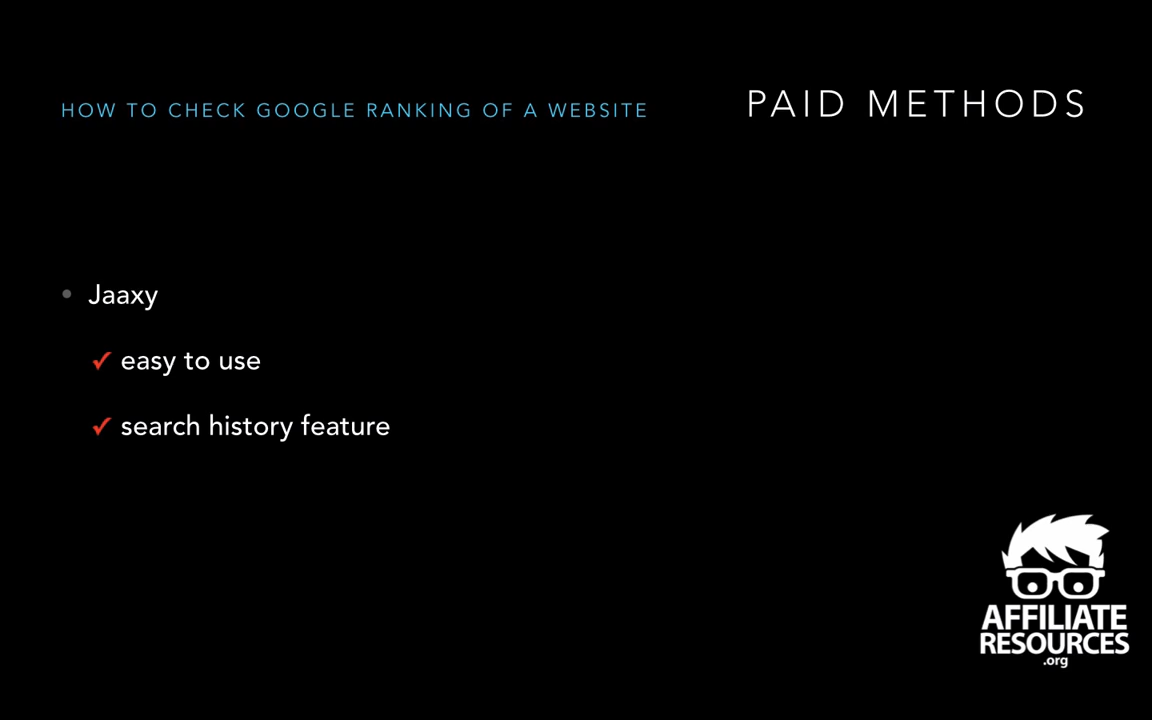 HOW TO CHECK GOOGLE RANKING OF A WEBSITE
PAID METHODS
• Jaaxy
✓ easy to use
✓ search history feature
AFFILIATE
RESOURCES
.org